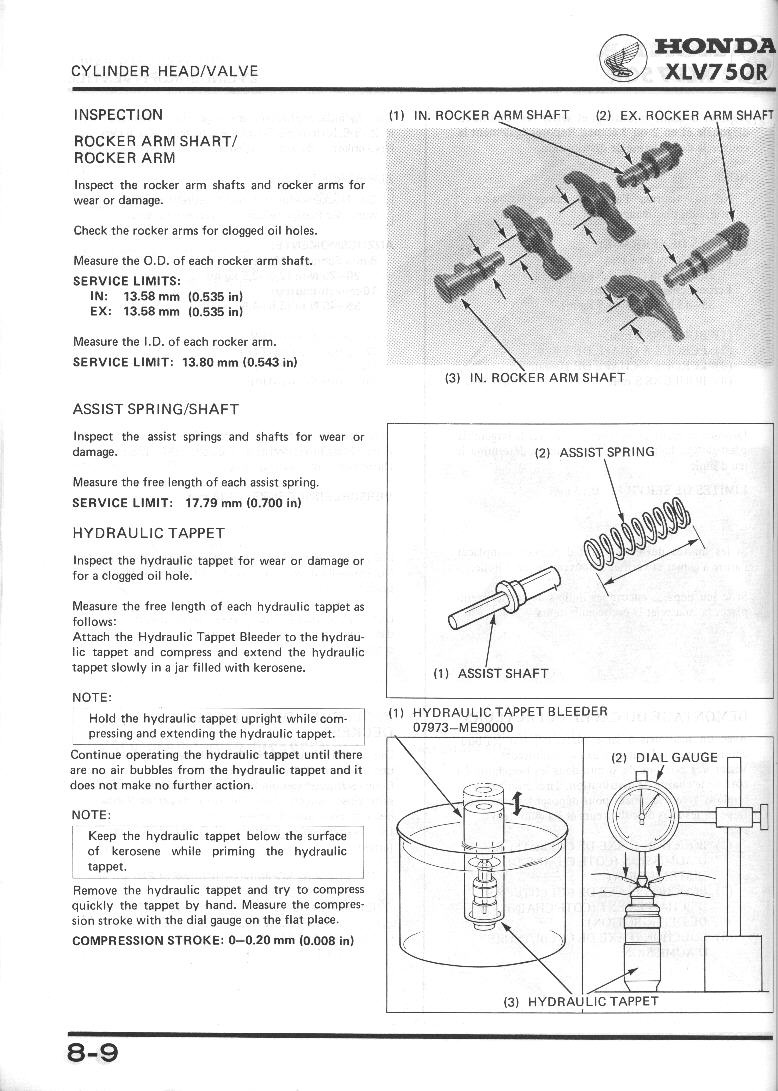 HONDA
CYLINDER HEAD/VALVE
XLV750R
INSPECTION
ROCKER ARM SHART/
ROCKER ARM
Inspect the rocker arm shafts and rocker arms for
wear or damage.
Check the rocker arms for clogged oil holes.
Measure the O.D. of each rocker arm shaft.
SERVICE LIMITS:
IN: 13.58 mm (0.535 in)
EX: 13.58 mm (0.535 in)
Measure the I.D. of each rocker arm.
SERVICE LIMIT: 13.80 mm (0.543 in)
(1) IN. ROCKER ARM SHAFT (2) EX. ROCKER ARM SHAFT
(3) IN. ROCKER ARM SHAFT
ASSIST SPRING/SHAFT
Inspect the assist springs and shafts for wear or
damage.
Measure the free length of each assist spring.
SERVICE LIMIT: 17.79 mm (0.700 in)
HYDRAULIC TAPPET
Inspect the hydraulic tappet for wear or damage or
for a clogged oil hole.
Measure the free length of each hydraulic tappet as
follows:
Attach the Hydraulic Tappet Bleeder to the hydrau-
lic tappet and compress and extend the hydraulic
tappet slowly in a jar filled with kerosene.
(2) ASSIST SPRING
(1) ASSIST SHAFT
NOTE:
Hold the hydraulic tappet upright while com-
pressing and extending the hydraulic tappet.
Continue operating the hydraulic tappet until there
are no air bubbles from the hydraulic tappet and it
does not make no further action.
NOTE:
Keep the hydraulic tappet below the surface
of kerosene while priming the hydraulic
tappet.
Remove the hydraulic tappet and try to compress
quickly the tappet by hand. Measure the compres-
sion stroke with the dial gauge on the flat place.
COMPRESSION STROKE: 0–0.20 mm (0.008 in)
(1) HYDRAULIC TAPPET BLEEDER
07973–ME90000
(2) DIAL GAUGE
(3) HYDRAULIC TAPPET
8-9